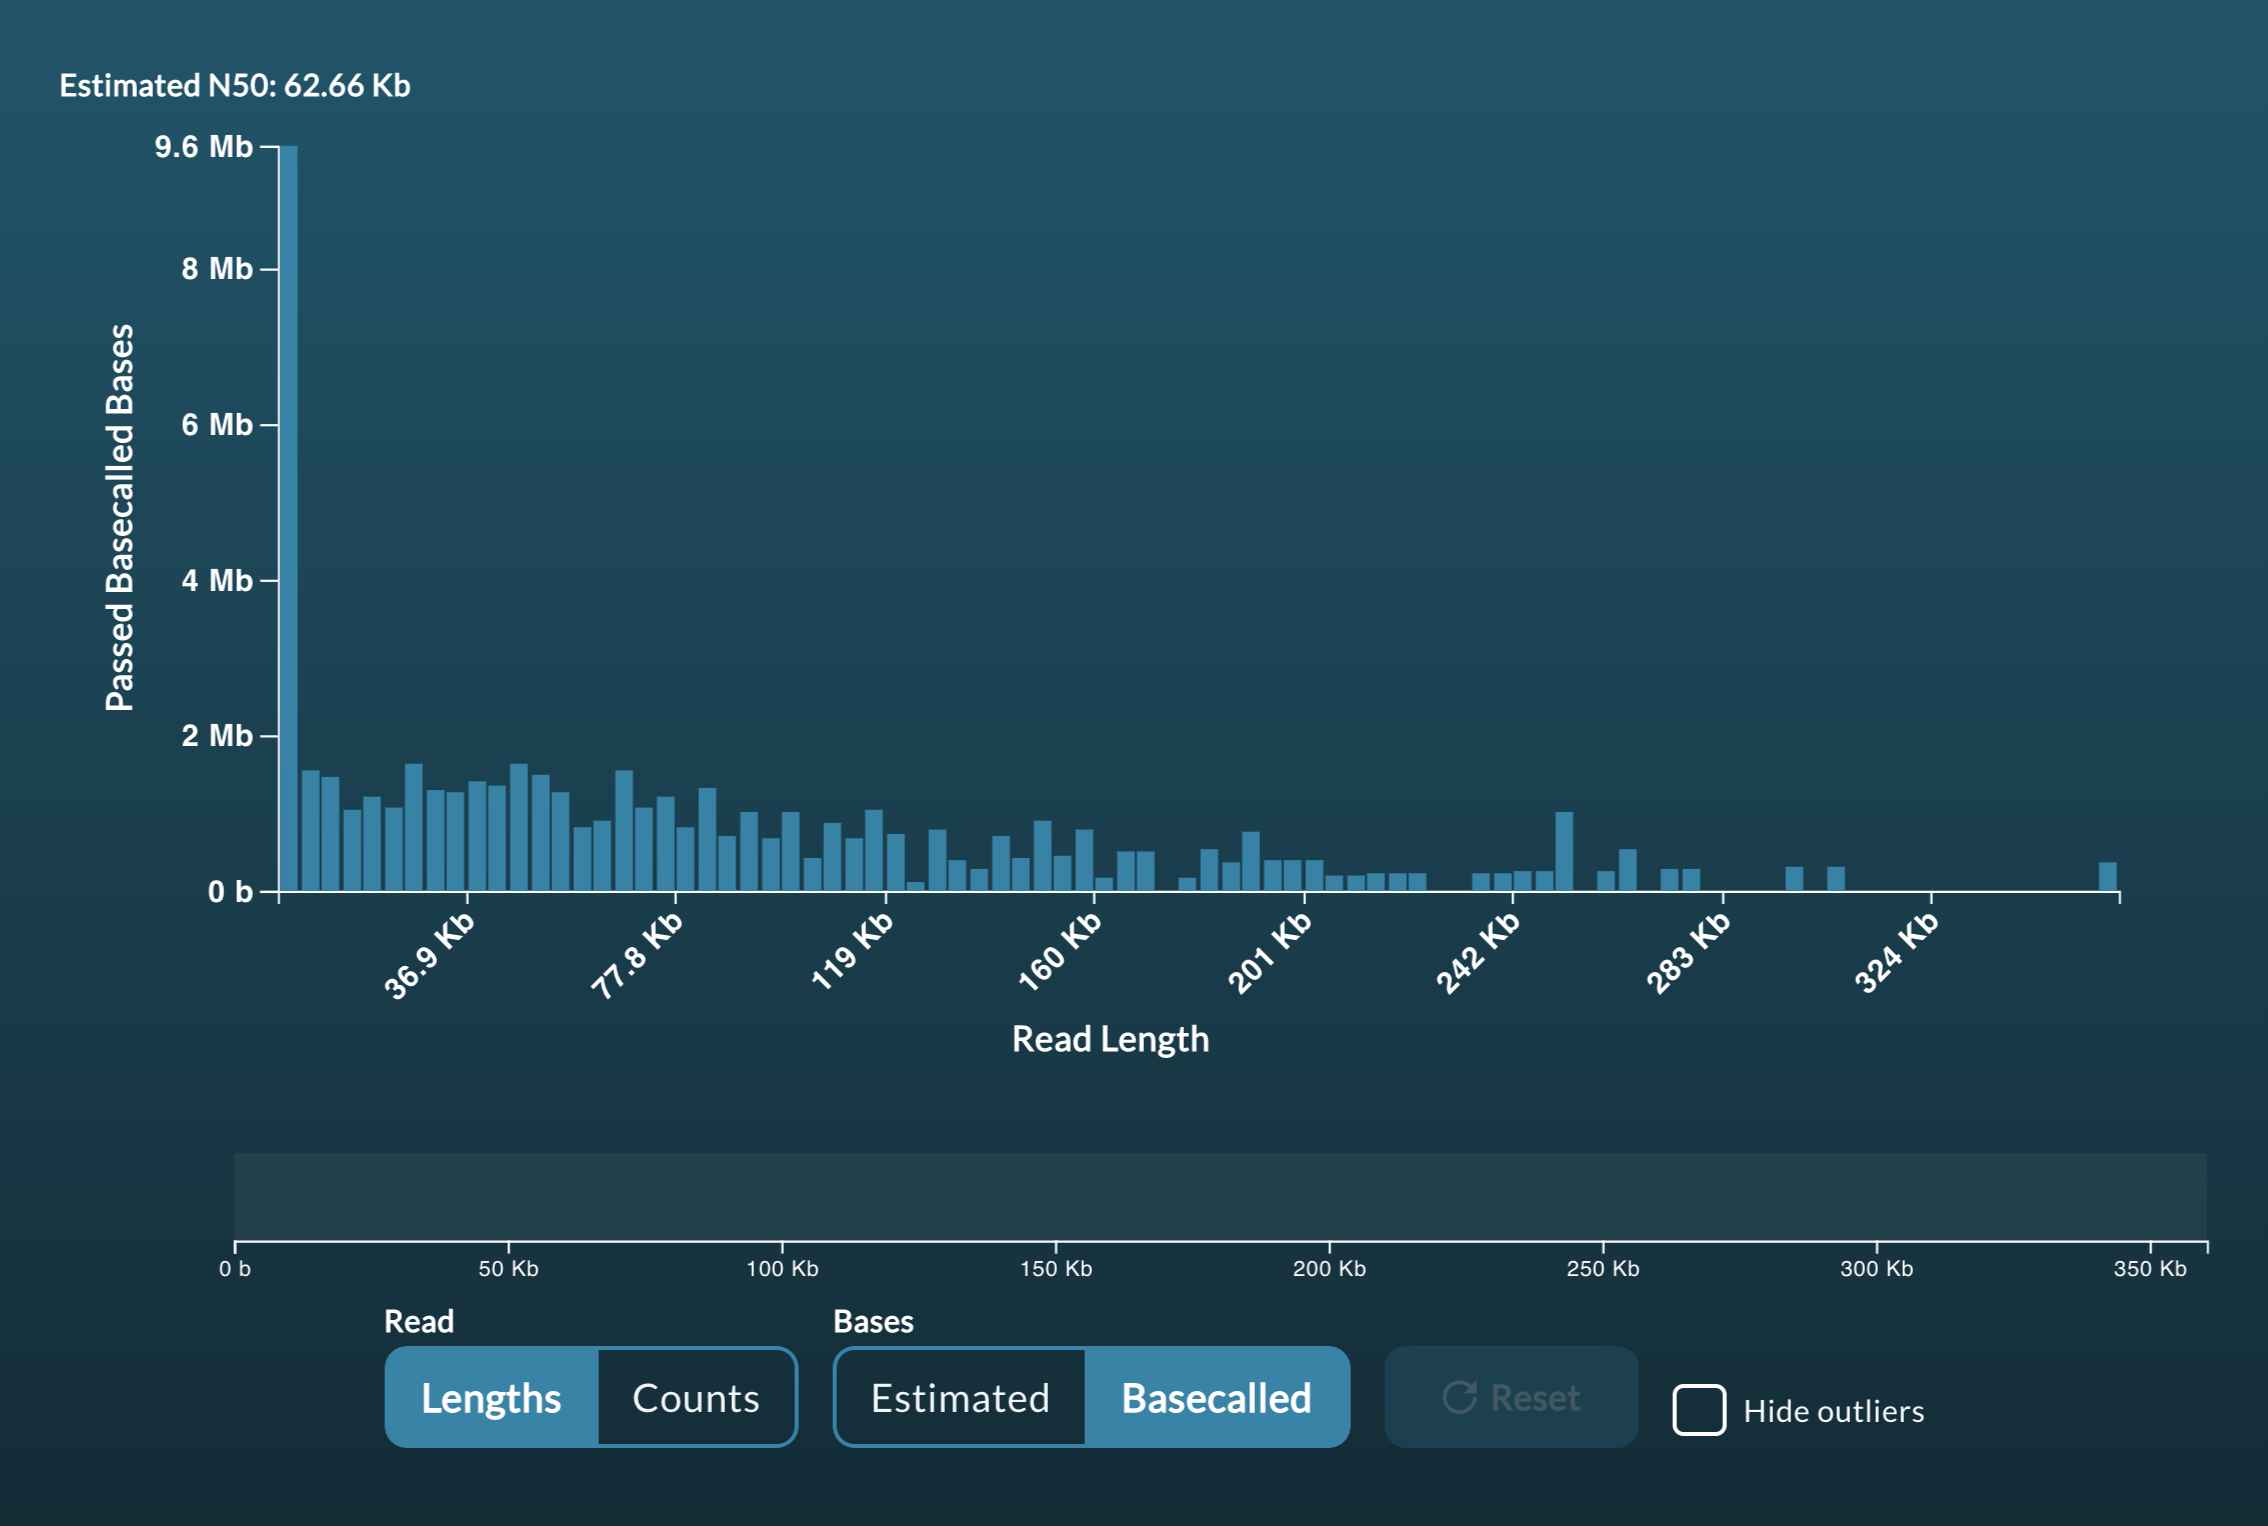 Estimated N50: 62.66 Kb
9.6 Mb
8 Mb
6 Mb
4 Mb
2 Mb
0 b
Passed Basecalled Bases
36.9 Kb
77.8 Kb
119 Kb
160 Kb
201 Kb
242 Kb
283 Kb
324 Kb
Read Length
0 b
50 Kb
100 Kb
150 Kb
200 Kb
250 Kb
300 Kb
350 Kb
Read
Bases
Lengths
Counts
Estimated
Basecalled
Reset
Hide outliers